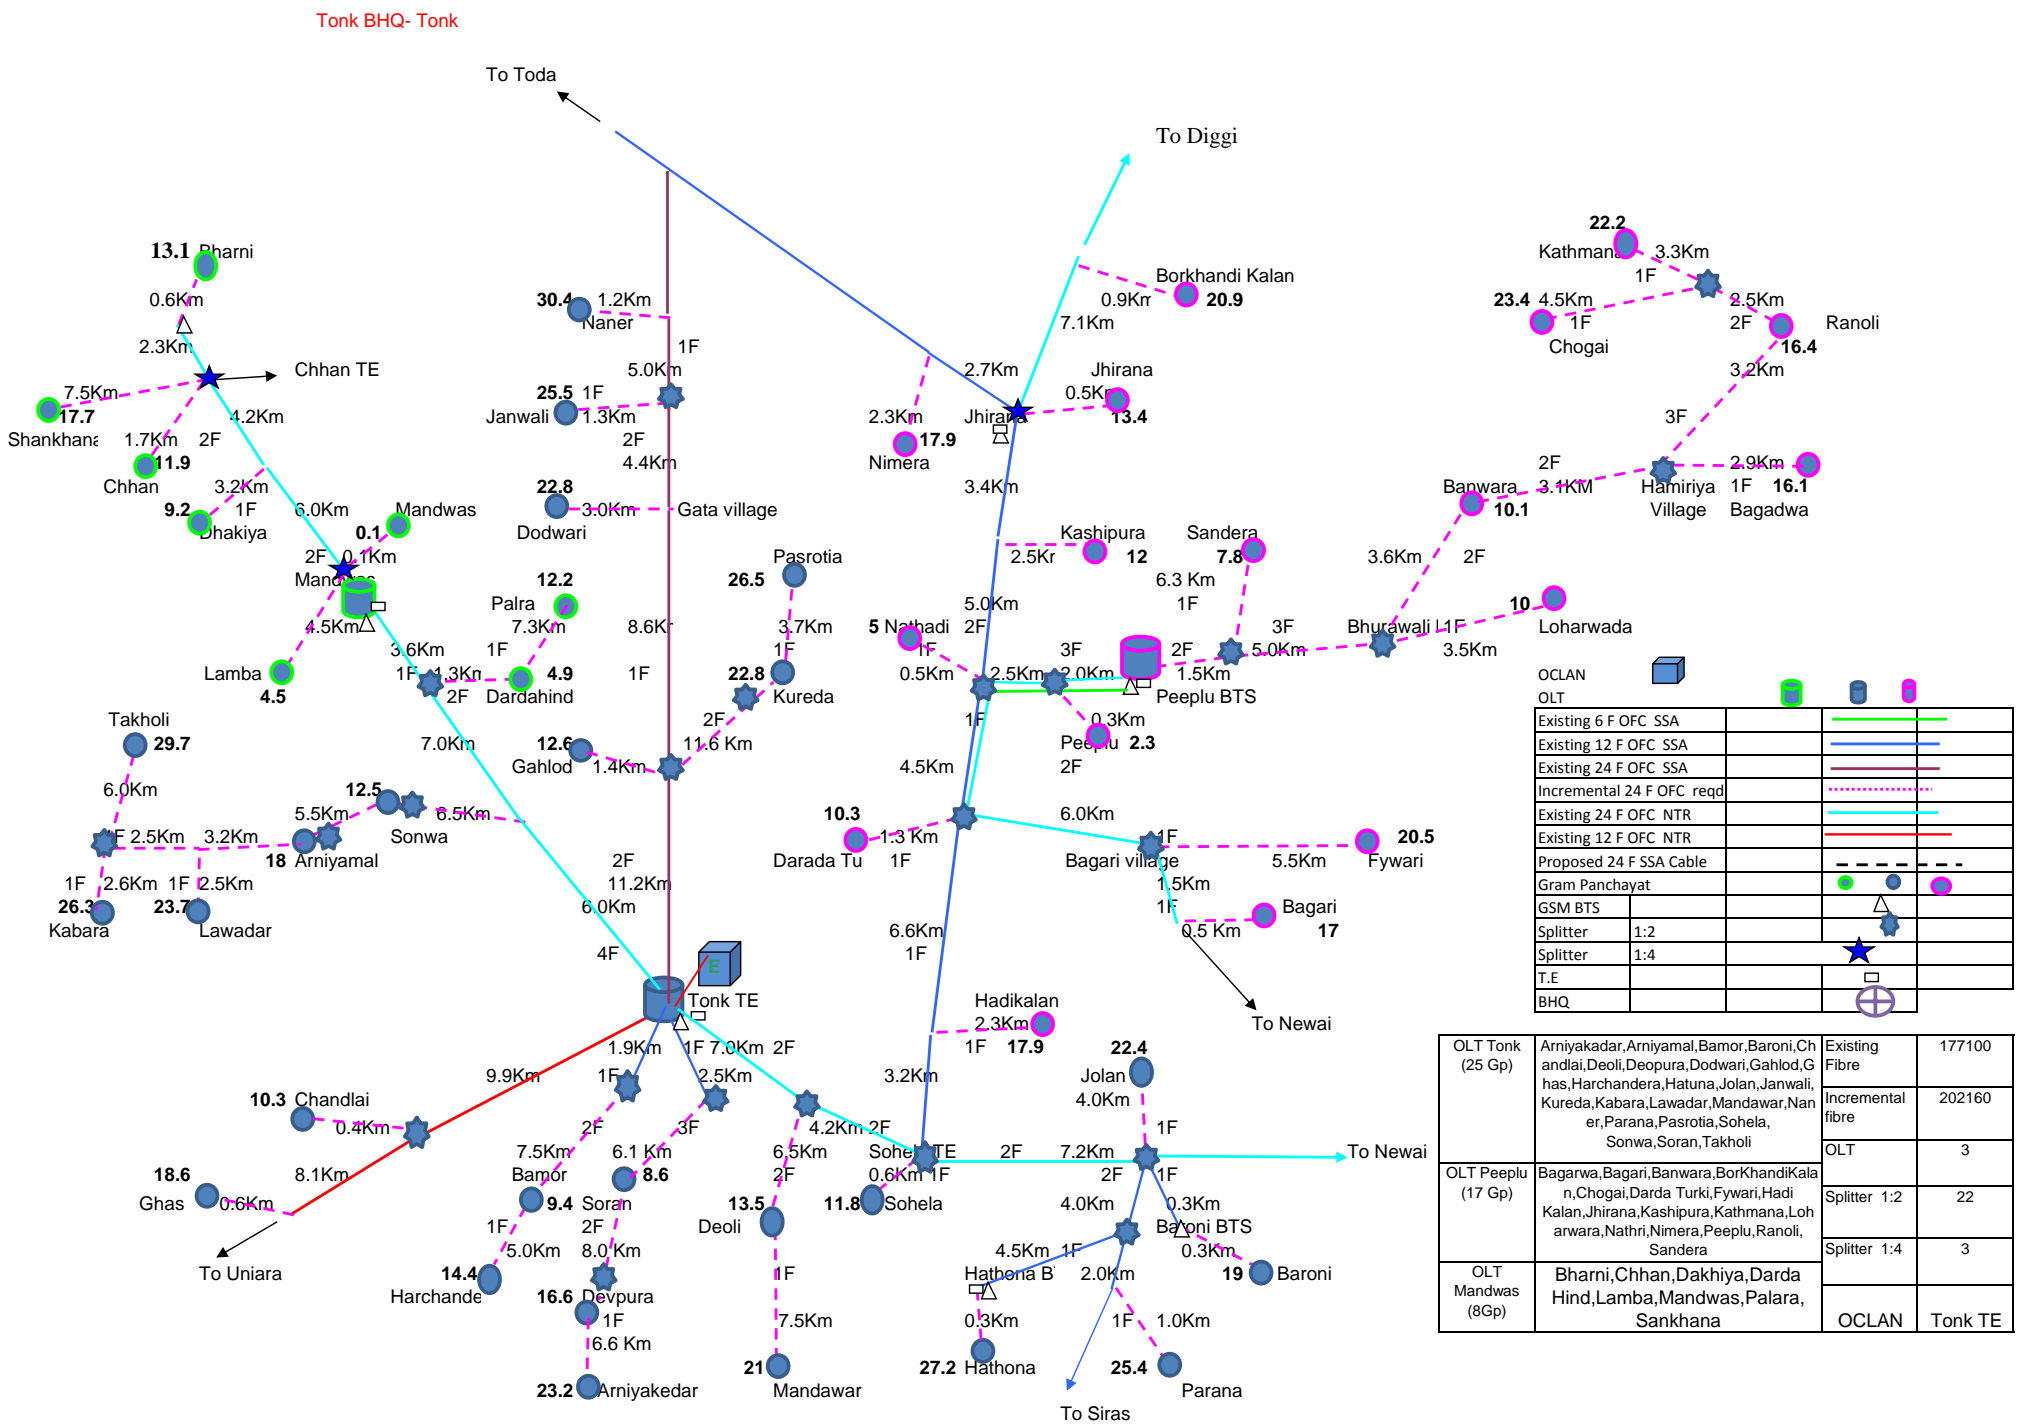 Tonk BHQ- Tonk
To Toda
To Diggi
13.1 Bharni
0.6Km
2.3Km
Chhan TE
7.5Km
17.7
Shankhana
4.2Km
1.7Km 2F
11.9
Chhan
3.2Km
9.2 1F
Dhakiya
6.0Km
Mandwas
0.1
2F 0.1Km
Mandwas
4.5Km
Lamba
4.5
3.6Km
1F 1.3Km
2F
12.2
Palra
7.3Km
1F
4.9
Dardahind
7.0Km
30.4 1.2Km
Naner
1F
5.0Km
25.5 1F
Janwali 1.3Km
2F
4.4Km
22.8
3.0Km Gata village
Dodwari
8.6Kr
1F
Pasrotia
26.5
3.7Km
1F
22.8
Kureda
2F
11.6 Km
12.6
Gahlod 1.4Km
Takholi
29.7
6.0Km
1F 2.5Km 3.2Km
1F 2.6Km 1F 2.5Km
26.3 23.7
Kabara Lawadar
12.5
5.5Km
Sonwa 6.5Km
18 Arniyamal
2F
11.2Km
6.0Km
4F
E
Tonk TE
2.7Km
Jhirana
0.5Km
13.4
Jhirana
Borkhandi Kalan
0.9Km 20.9
7.1Km
2.3Km
17.9
Nimera
3.4Km
Kashipura
2.5Kr 12
Sandera
7.8
6.3 Km
1F
5.0Km
5 Nathadi 2F
1F
0.5Km 2.5Km
3F
2.0Km
2F
1.5Km
Peeplu BTS
3F
5.0Km
0.3Km
Peeplu 2.3
1F
2F
4.5Km
10.3
1.3 Km
Darada Tu
1F
6.0Km
1F
Bagari village
5.5Km
20.5
Fywari
1.5Km
1F
Bagari
0.5 Km 17
To Newai
22.2
Kathmana 3.3Km
1F
23.4 4.5Km
1F
Chogai
2.5Km
2F Ranoli
16.4
3.2Km
3F
2F
3.1KM
Banwara
10.1
Hamiriya
Village
2.9Km
1F 16.1
Bagadwa
3.6Km 2F
Bhurawali 1F
3.5Km
10
Loharwada
6.6Km
1F
Hadikalan
2.3Km
1F 17.9
3.2Km
1.9Km 1F 7.0Km 2F
1F 2.5Km
9.9Km
10.3 Chandlai
0.4Km
8.1Km
18.6
Ghas 0.6Km
To Uniara
2F
7.5Km
Bamor
9.4
1F
5.0Km
14.4
Harchande
3F
6.1 Km
8.6
Soran
2F
8.0 Km
16.6 Devpura
1F
6.6 Km
23.2 Arniyakedar
4.2Km 2F
6.5Km
2F
13.5
Deoli
1F
7.5Km
21
Mandawar
Sohela TE
0.6Km 1F
11.8 Sohela
2F 7.2Km
22.4
Jolan
4.0Km
1F
To Newai
2F 1F
4.0Km 0.3Km
Baroni BTS
0.3Km
19 Baroni
4.5Km 1F
Hathona B 2.0Km
0.3Km
27.2 Hathona
1F 1.0Km
25.4
Parana
To Siras
OCLAN
OLT
Existing 6 F OFC SSA
Existing 12 F OFC SSA
Existing 24 F OFC SSA
Incremental 24 F OFC reqd
Existing 24 F OFC NTR
Existing 12 F OFC NTR
Proposed 24 F SSA Cable
Gram Panchayat
GSM BTS
Splitter 1:2
Splitter 1:4
T.E
BHQ
OLT Tonk
(25 Gp)
Arniyakadar,Arniyamal,Bamor,Baroni,Ch
andlai,Deoli,Deopura,Dodwari,Gahlod,G
has,Harchandera,Hatuna,Jolan,Janwali,
Kureda,Kabara,Lawadar,Mandawar,Nan
er,Parana,Pasrotia,Sohela,
Sonwa,Soran,Takholi
OLT Peeplu
(17 Gp)
Bagarwa,Bagari,Banwara,BorKhandiKala
n,Chogai,Darda Turki,Fywari,Hadi
Kalan,Jhirana,Kashipura,Kathmana,Loh
arwara,Nathri,Nimera,Peeplu,Ranoli,
Sandera
OLT
Mandwas
(8Gp)
Bharni,Chhan,Dakhiya,Darda
Hind,Lamba,Mandwas,Palara,
Sankhana
Existing
Fibre
177100
Incremental
fibre
202160
OLT 3
Splitter 1:2 22
Splitter 1:4 3
OCLAN Tonk TE